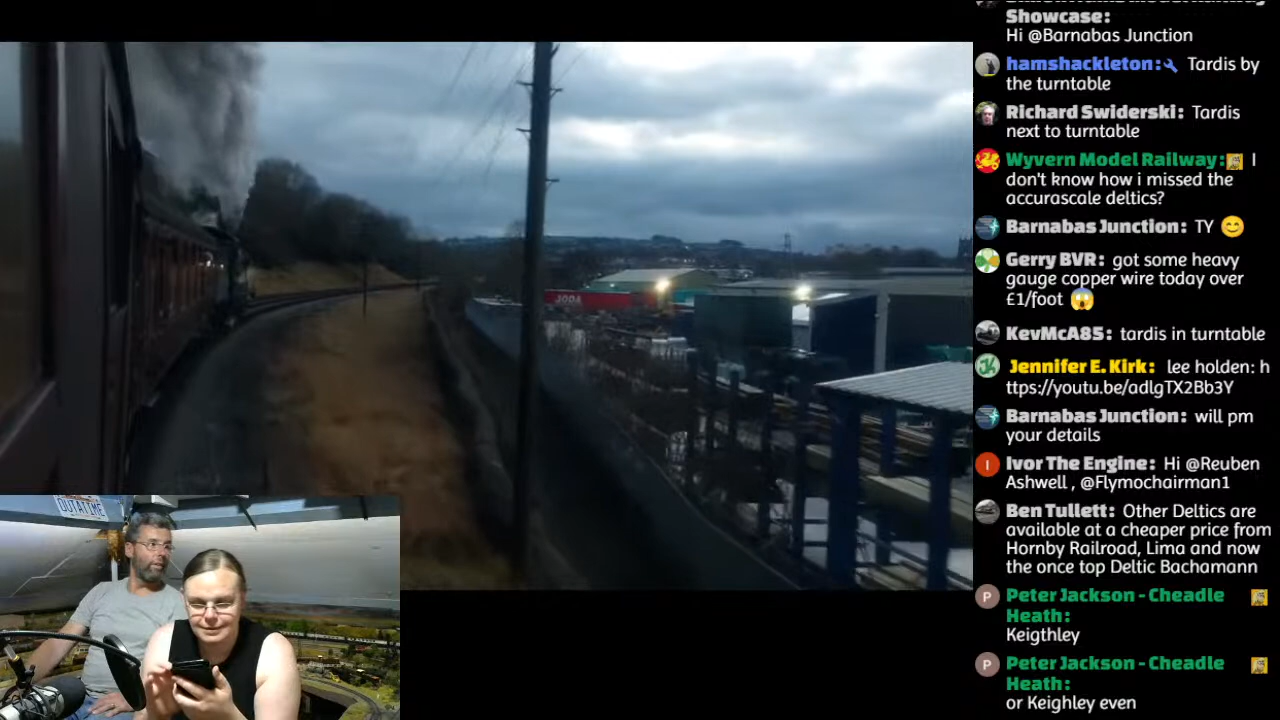 Showcase:
Hi @Barnabas Junction
hamshackleton: Tardis by
the turntable
Richard Swiderski: Tardis
next to turntable
Wyvern Model Railway: I
don't know how i missed the
accurascale deltics?
Barnabas Junction: TY 😊
Gerry BVR: got some heavy
gauge copper wire today over
£1/foot 😱
KevMcA85: tardis in turntable
Jennifer E. Kirk: lee holden: h
ttps://youtu.be/adlgTX2Bb3Y
Barnabas Junction: will pm
your details
Ivor The Engine: Hi @Reuben
Ashwell , @Flymochairman1
Ben Tullett: Other Deltics are
available at a cheaper price from
Hornby Railroad, Lima and now
the once top Deltic Bachamann
P Peter Jackson - Cheadle
Heath:
Keigthley
P Peter Jackson - Cheadle
Heath:
or Keighley even
JODA
OUTATIME